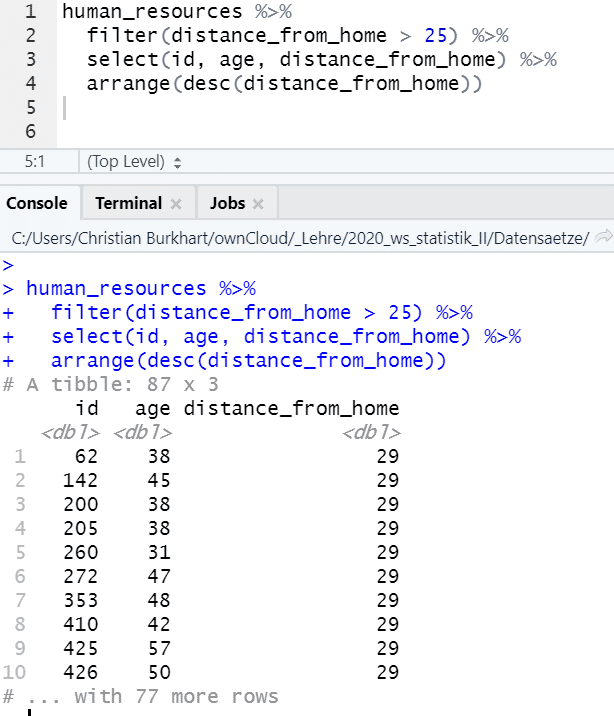 1 human_resources %>%
2   filter(distance_from_home > 25) %>%
3   select(id, age, distance_from_home) %>%
4   arrange(desc(distance_from_home))
5
6
5:1 (Top Level)
Console Terminal Jobs
C:/Users/Christian Burkhart/ownCloud/_Lehre/2020_ws_statistik_II/Datensaetze/
>
> human_resources %>%
+   filter(distance_from_home > 25) %>%
+   select(id, age, distance_from_home) %>%
+   arrange(desc(distance_from_home))
# A tibble: 87 x 3
id age distance_from_home
<dbl> <dbl> <dbl>
1 62 38 29
2 142 45 29
3 200 38 29
4 205 38 29
5 260 31 29
6 272 47 29
7 353 48 29
8 410 42 29
9 425 57 29
10 426 50 29
# ... with 77 more rows